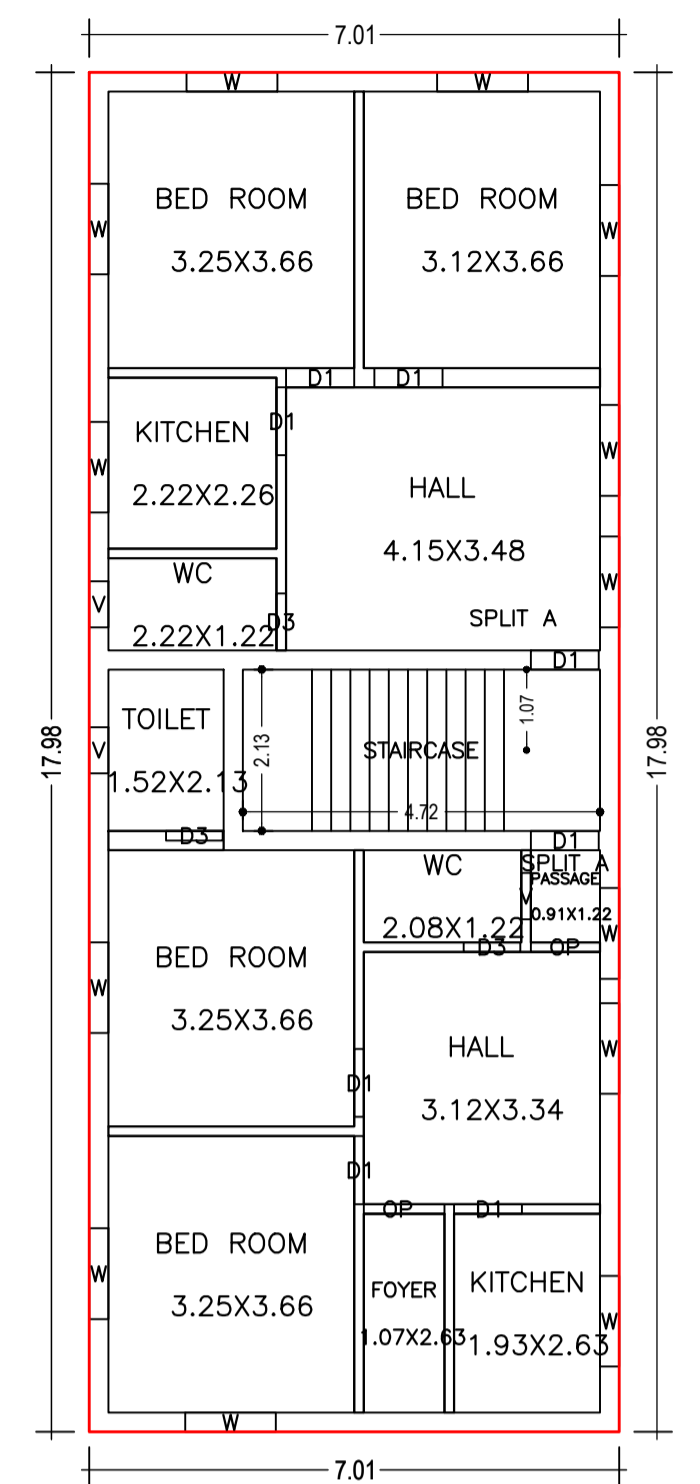 7.01
W W
BED ROOM BED ROOM
3.25X3.66 3.12X3.66
W W
D1 D1
D1
KITCHEN
2.22X2.26
W W
HALL
4.15X3.48
WC
2.22X1.22
V D3 W
SPLIT A
D1
TOILET
1.52X2.13
V D3
2.13
STAIRCASE
1.07
4.72
17.98 17.98
D1
WC
2.08X1.22
V D3
SPLIT A
PASSAGE
0.91X1.22
W
OP
BED ROOM
3.25X3.66
W D1
HALL
3.12X3.34
W
D1
OP D1
BED ROOM
3.25X3.66
W
FOYER
1.07X2.63
KITCHEN
1.93X2.63
W
W
7.01